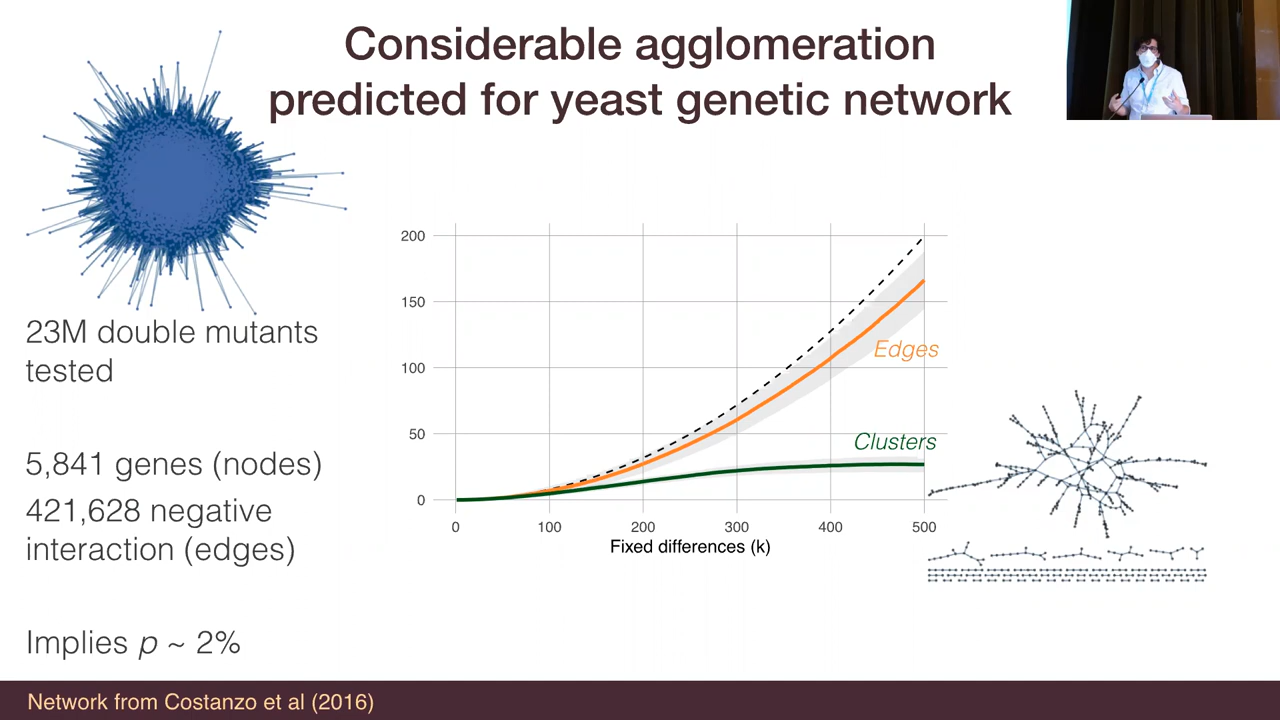 Considerable agglomeration
predicted for yeast genetic network
23M double mutants
tested
5,841 genes (nodes)
421,628 negative
interaction (edges)
Implies p ~ 2%
200
150
100
50
0
Edges
Clusters
0 100 200 300 400 500
Fixed differences (k)
Network from Costanzo et al (2016)